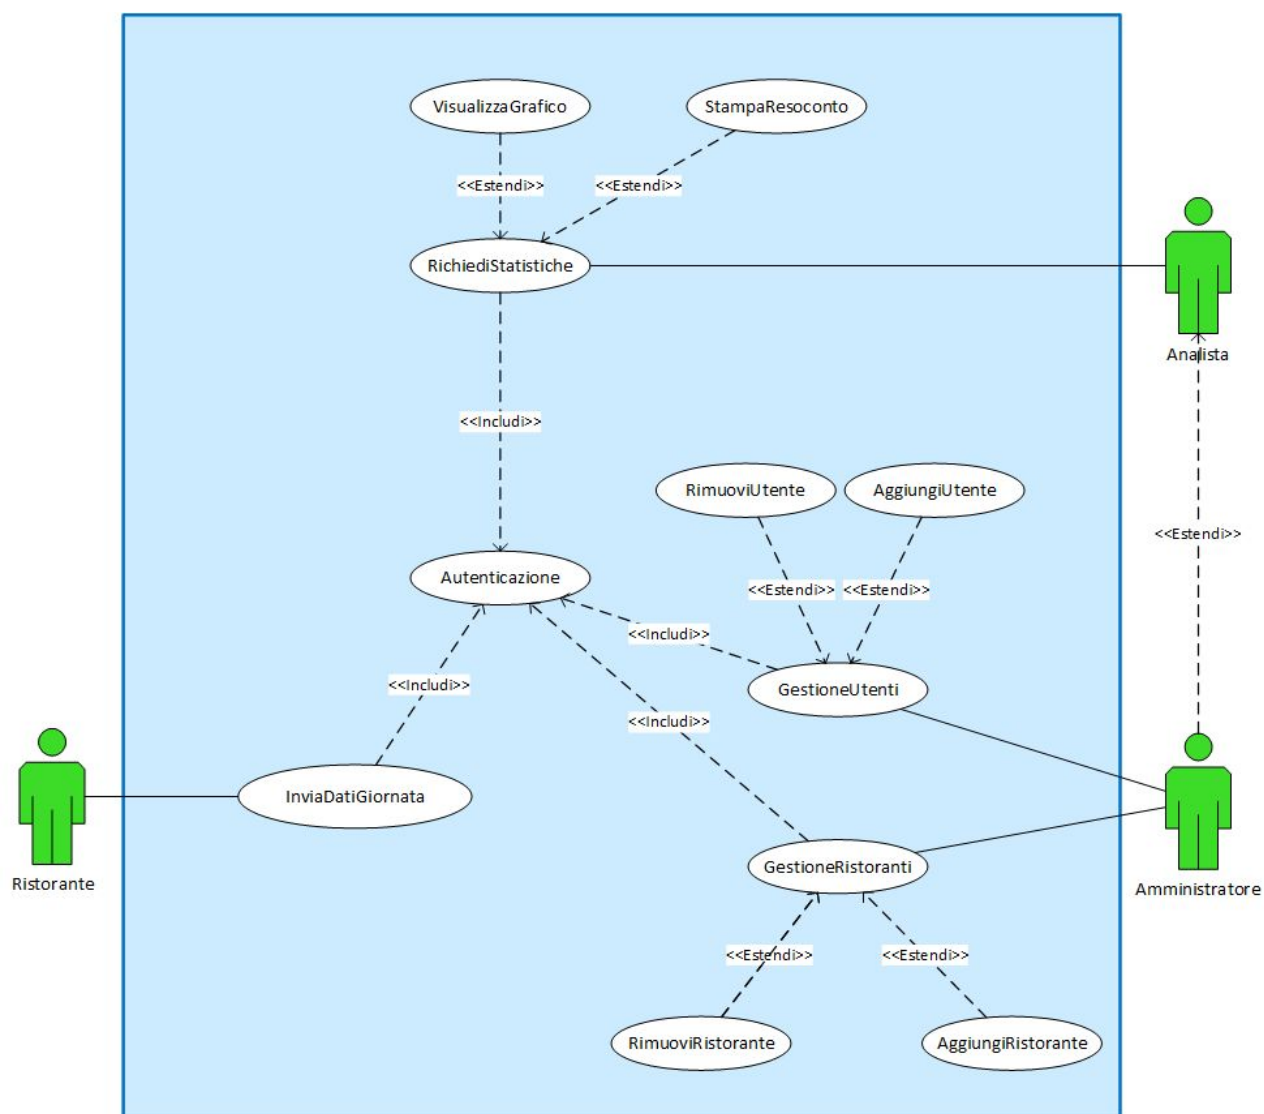 VisualizzaGrafico
StampaResoconto
<<Estendi>>
<<Estendi>>
RichiediStatistiche
Analista
<<Includi>>
RimuoviUtente
AggiungiUtente
<<Estendi>>
Autenticazione
<<Estendi>>
<<Estendi>>
<<Includi>>
<<Includi>>
GestioneUtenti
<<Includi>>
InviaDatiGiornata
GestioneRistoranti
Ristorante
Amministratore
<<Estendi>>
<<Estendi>>
RimuoviRistorante
AggiungiRistorante